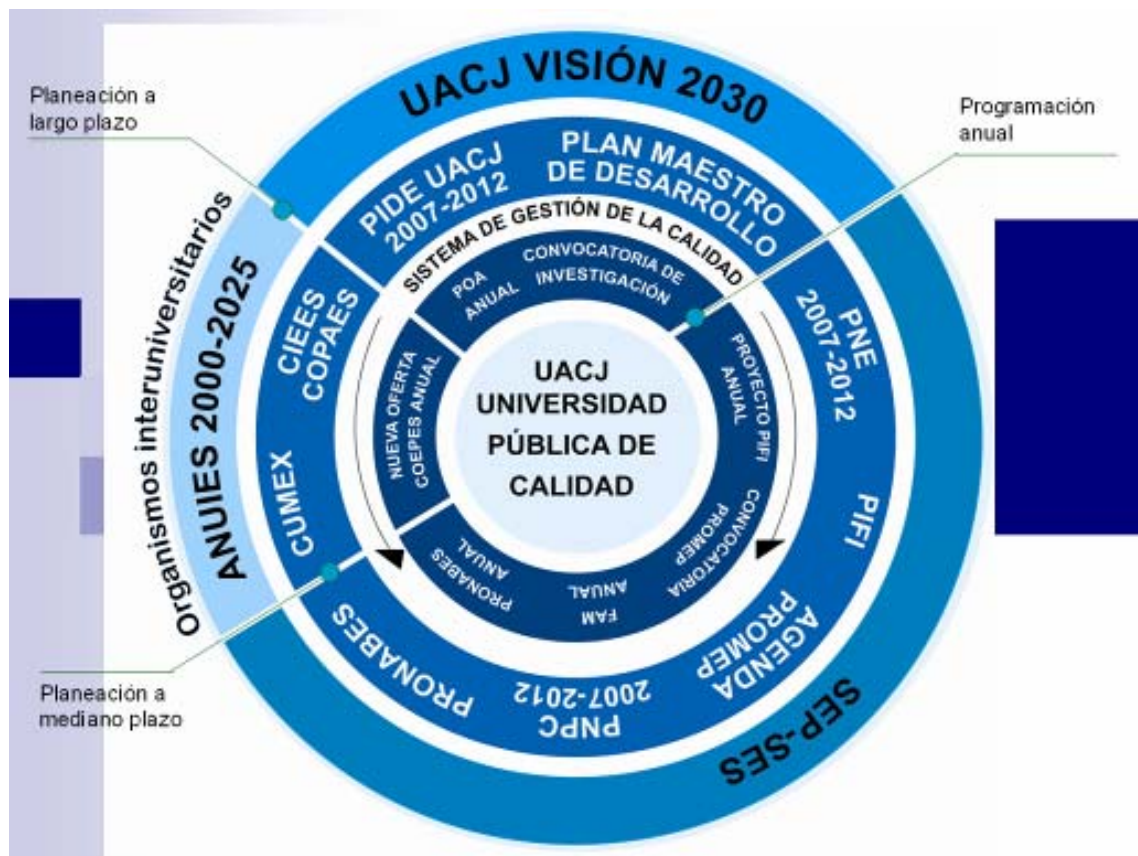 UACJ VISIÓN 2030
Planeación a
largo plazo
Programación
anual
Organismos interuniversitarios
ANUIES 2000-2025
SEP-SES
PIDE UACJ
2007-2012
PLAN MAESTRO
DE DESARROLLO
PNE
2007-2012
PIFI
AGENDA
PROMEP
PNPC
2007-2012
PRONABES
CUMEX
CIEES
COPAES
SISTEMA DE GESTIÓN DE LA CALIDAD
POA
ANUAL
CONVOCATORIA DE
INVESTIGACIÓN
PROYECTO PIFI
ANUAL
CONVOCATORIA
PROMEP
FAM
ANUAL
PRONABES
ANUAL
NUEVA OFERTA
COEPES ANUAL
UACJ
UNIVERSIDAD
PÚBLICA DE
CALIDAD
Planeación a
mediano plazo